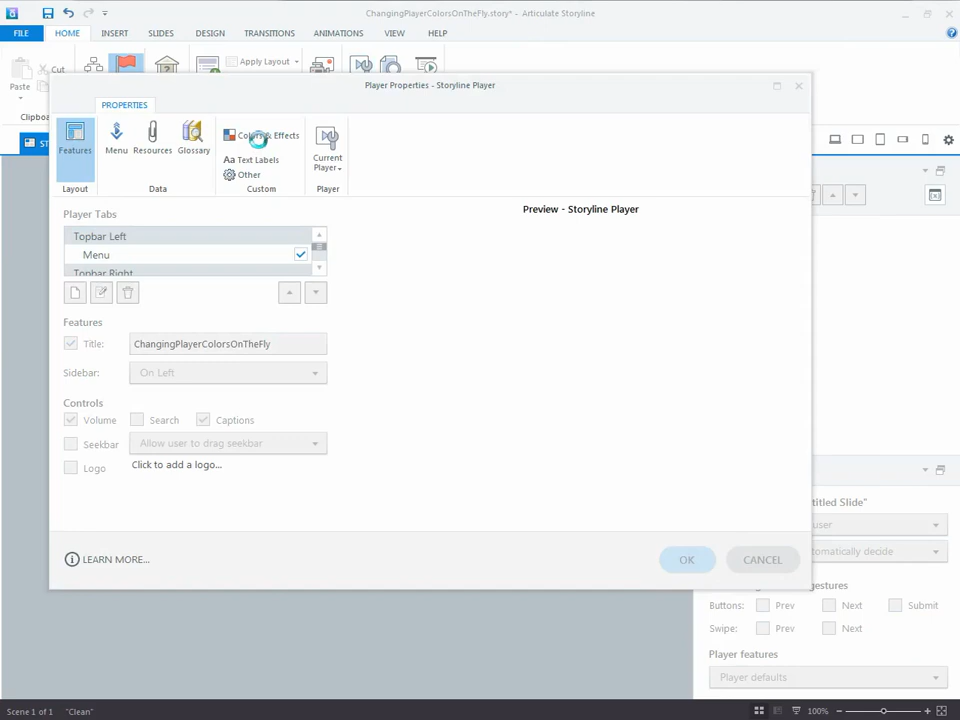 ChangingPlayerColorsOnTheFly.story* - Articulate Storyline
FILE HOME INSERT SLIDES DESIGN TRANSITIONS ANIMATIONS VIEW HELP
Cut
Apply Layout
Paste
Player Properties - Storyline Player
PROPERTIES
Clipboa
ST
Features
Menu
Resources
Glossary
Colors & Effects
Text Labels
Other
Current
Player
Layout
Data
Custom
Player
Player Tabs
Preview - Storyline Player
Topbar Left
Menu
Topbar Right
Features
Title: ChangingPlayerColorsOnTheFly
Sidebar: On Left
Controls
Volume Search Captions
Seekbar Allow user to drag seekbar
Logo Click to add a logo...
LEARN MORE...
OK CANCEL
titled Slide"
user
omatically decide
gestures
Buttons: Prev Next Submit
Swipe: Prev Next
Player features
Player defaults
Scene 1 of 1 "Clean" 100%